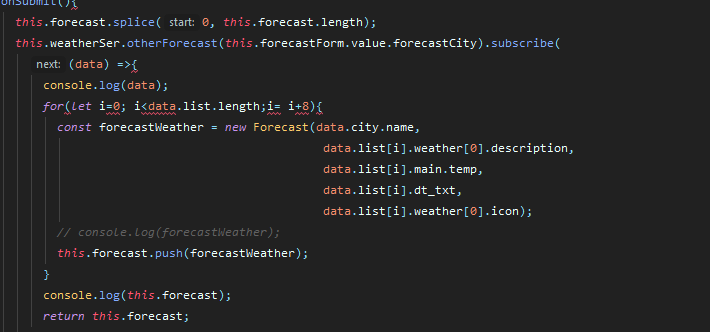 onSubmit(){
this.forecast.splice( start: 0, this.forecast.length);
this.weatherSer.otherForecast(this.forecastForm.value.forecastCity).subscribe(
next: (data) =>{
console.log(data);
for(let i=0; i<data.list.length;i= i+8){
const forecastWeather = new Forecast(data.city.name,
data.list[i].weather[0].description,
data.list[i].main.temp,
data.list[i].dt_txt,
data.list[i].weather[0].icon);
// console.log(forecastWeather);
this.forecast.push(forecastWeather);
}
console.log(this.forecast);
return this.forecast;